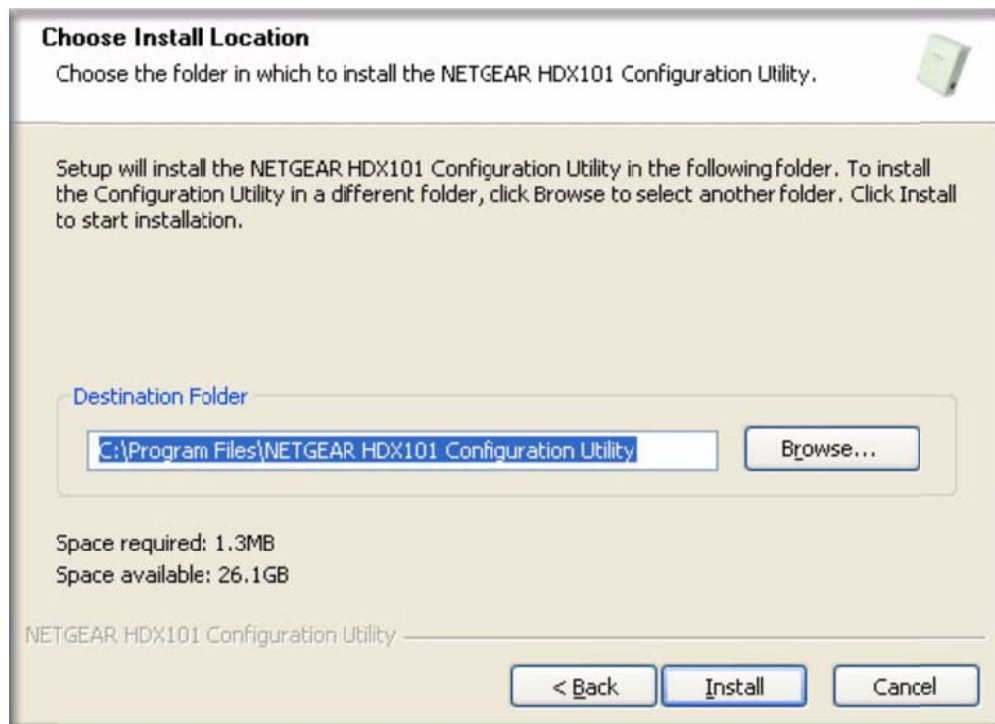 Choose Install Location
Choose the folder in which to install the NETGEAR HDX101 Configuration Utility.
Setup will install the NETGEAR HDX101 Configuration Utility in the following folder. To install
the Configuration Utility in a different folder, click Browse to select another folder. Click Install
to start installation.
Destination Folder
C:\Program Files\NETGEAR HDX101 Configuration Utility
Browse...
Space required: 1.3MB
Space available: 26.1GB
NETGEAR HDX101 Configuration Utility
< Back
Install
Cancel